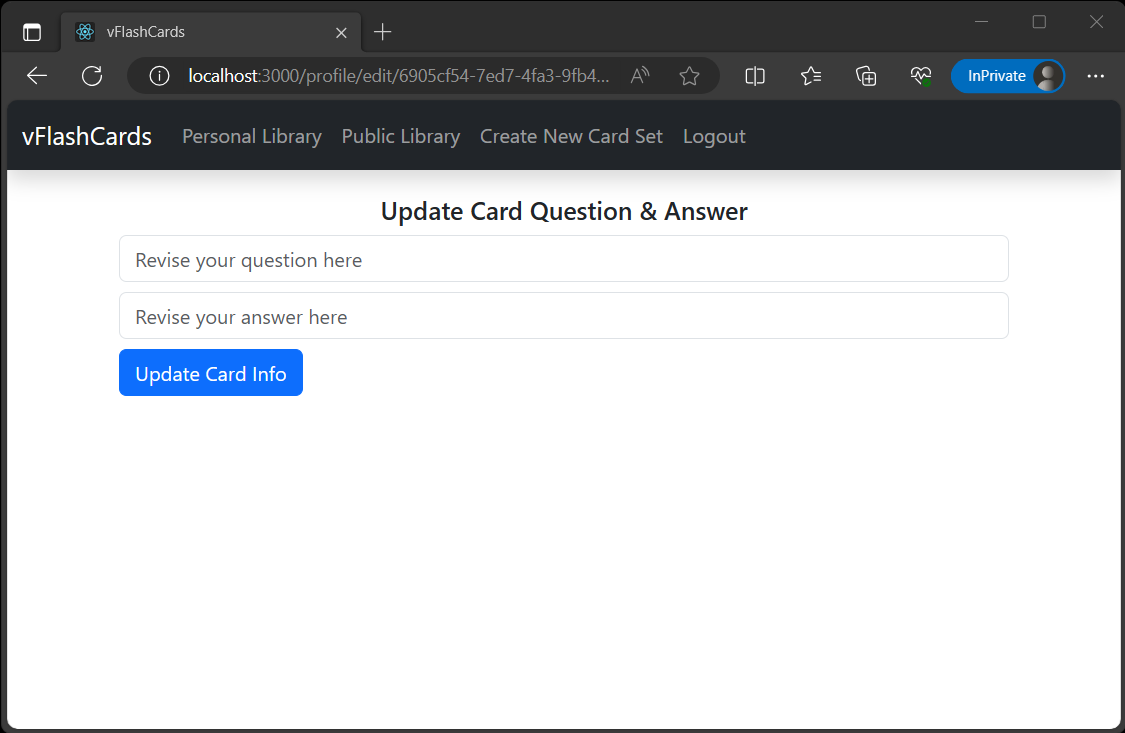 vFlashCards
localhost:3000/profile/edit/6905cf54-7ed7-4fa3-9fb4...
InPrivate
vFlashCards Personal Library Public Library Create New Card Set Logout
Update Card Question & Answer
Revise your question here
Revise your answer here
Update Card Info